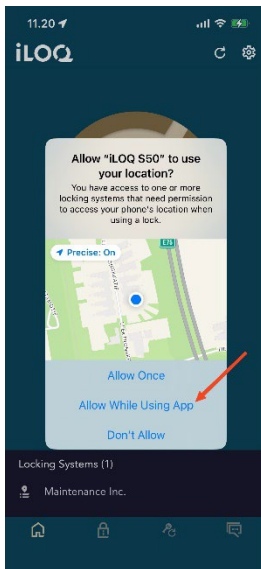 11.20
iLOQ
Allow “iLOQ S50” to use
your location?
You have access to one or more
locking systems that need permission
to access your phone's location when
using a lock.
E75
Precise: On
Allow Once
Allow While Using App
Don't Allow
Locking Systems (1)
Maintenance Inc.